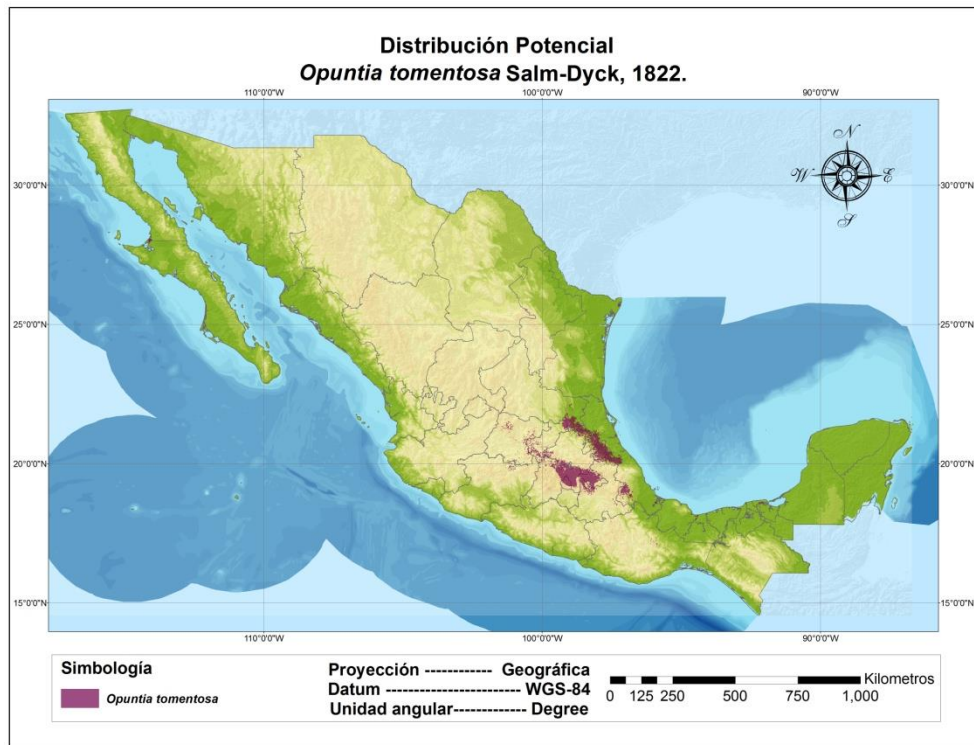 Distribución Potencial
Opuntia tomentosa Salm-Dyck, 1822.
110°0'0"W 100°0'0"W 90°0'0"W
N
W E
S
30°0'0"N 30°0'0"N
25°0'0"N 25°0'0"N
20°0'0"N 20°0'0"N
15°0'0"N 15°0'0"N
110°0'0"W 100°0'0"W 90°0'0"W
Simbología
Opuntia tomentosa
Proyección ------------ Geográfica
Datum ------------------------ WGS-84
Unidad angular------------- Degree
Kilometros
0 125 250 500 750 1,000